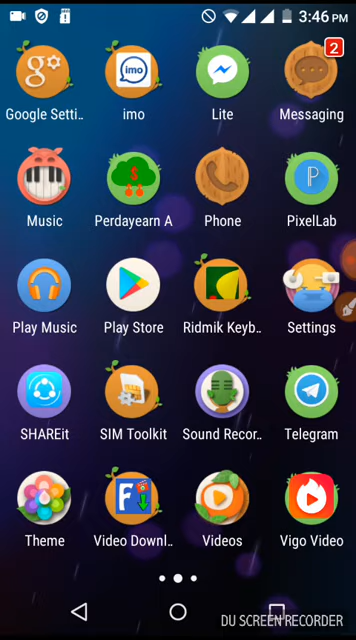 3:46 PM
2
Google Setti..
imo
Lite
Messaging
imo
Music
Perdayearn A
Phone
PixelLab
$
P
Play Music
Play Store
Ridmik Keyb..
Settings
SHAREit
SIM Toolkit
Sound Recor..
Telegram
Theme
Video Downl..
Videos
Vigo Video
F
DU SCREEN RECORDER